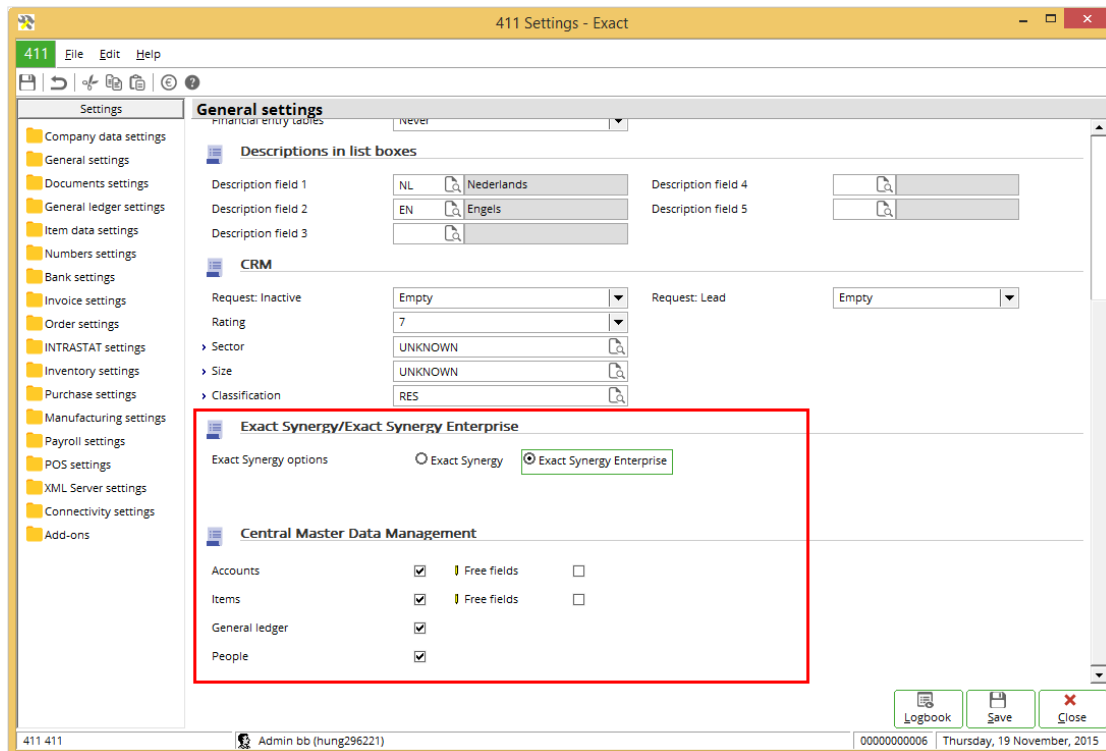 411 Settings - Exact
411 File Edit Help
Settings
General settings
Company data settings
General settings
Documents settings
General ledger settings
Item data settings
Numbers settings
Bank settings
Invoice settings
Order settings
INTRASTAT settings
Inventory settings
Purchase settings
Manufacturing settings
Payroll settings
POS settings
XML Server settings
Connectivity settings
Add-ons
Financial entry tables Never
Descriptions in list boxes
Description field 1 NL Nederlands Description field 4
Description field 2 EN Engels Description field 5
Description field 3
CRM
Request: Inactive Empty Request: Lead Empty
Rating 7
Sector UNKNOWN
Size UNKNOWN
Classification RES
Exact Synergy/Exact Synergy Enterprise
Exact Synergy options Exact Synergy Exact Synergy Enterprise
Central Master Data Management
Accounts Free fields
Items Free fields
General ledger
People
Logbook Save Close
411 411 Admin bb (hung296221) 00000000006 Thursday, 19 November, 2015